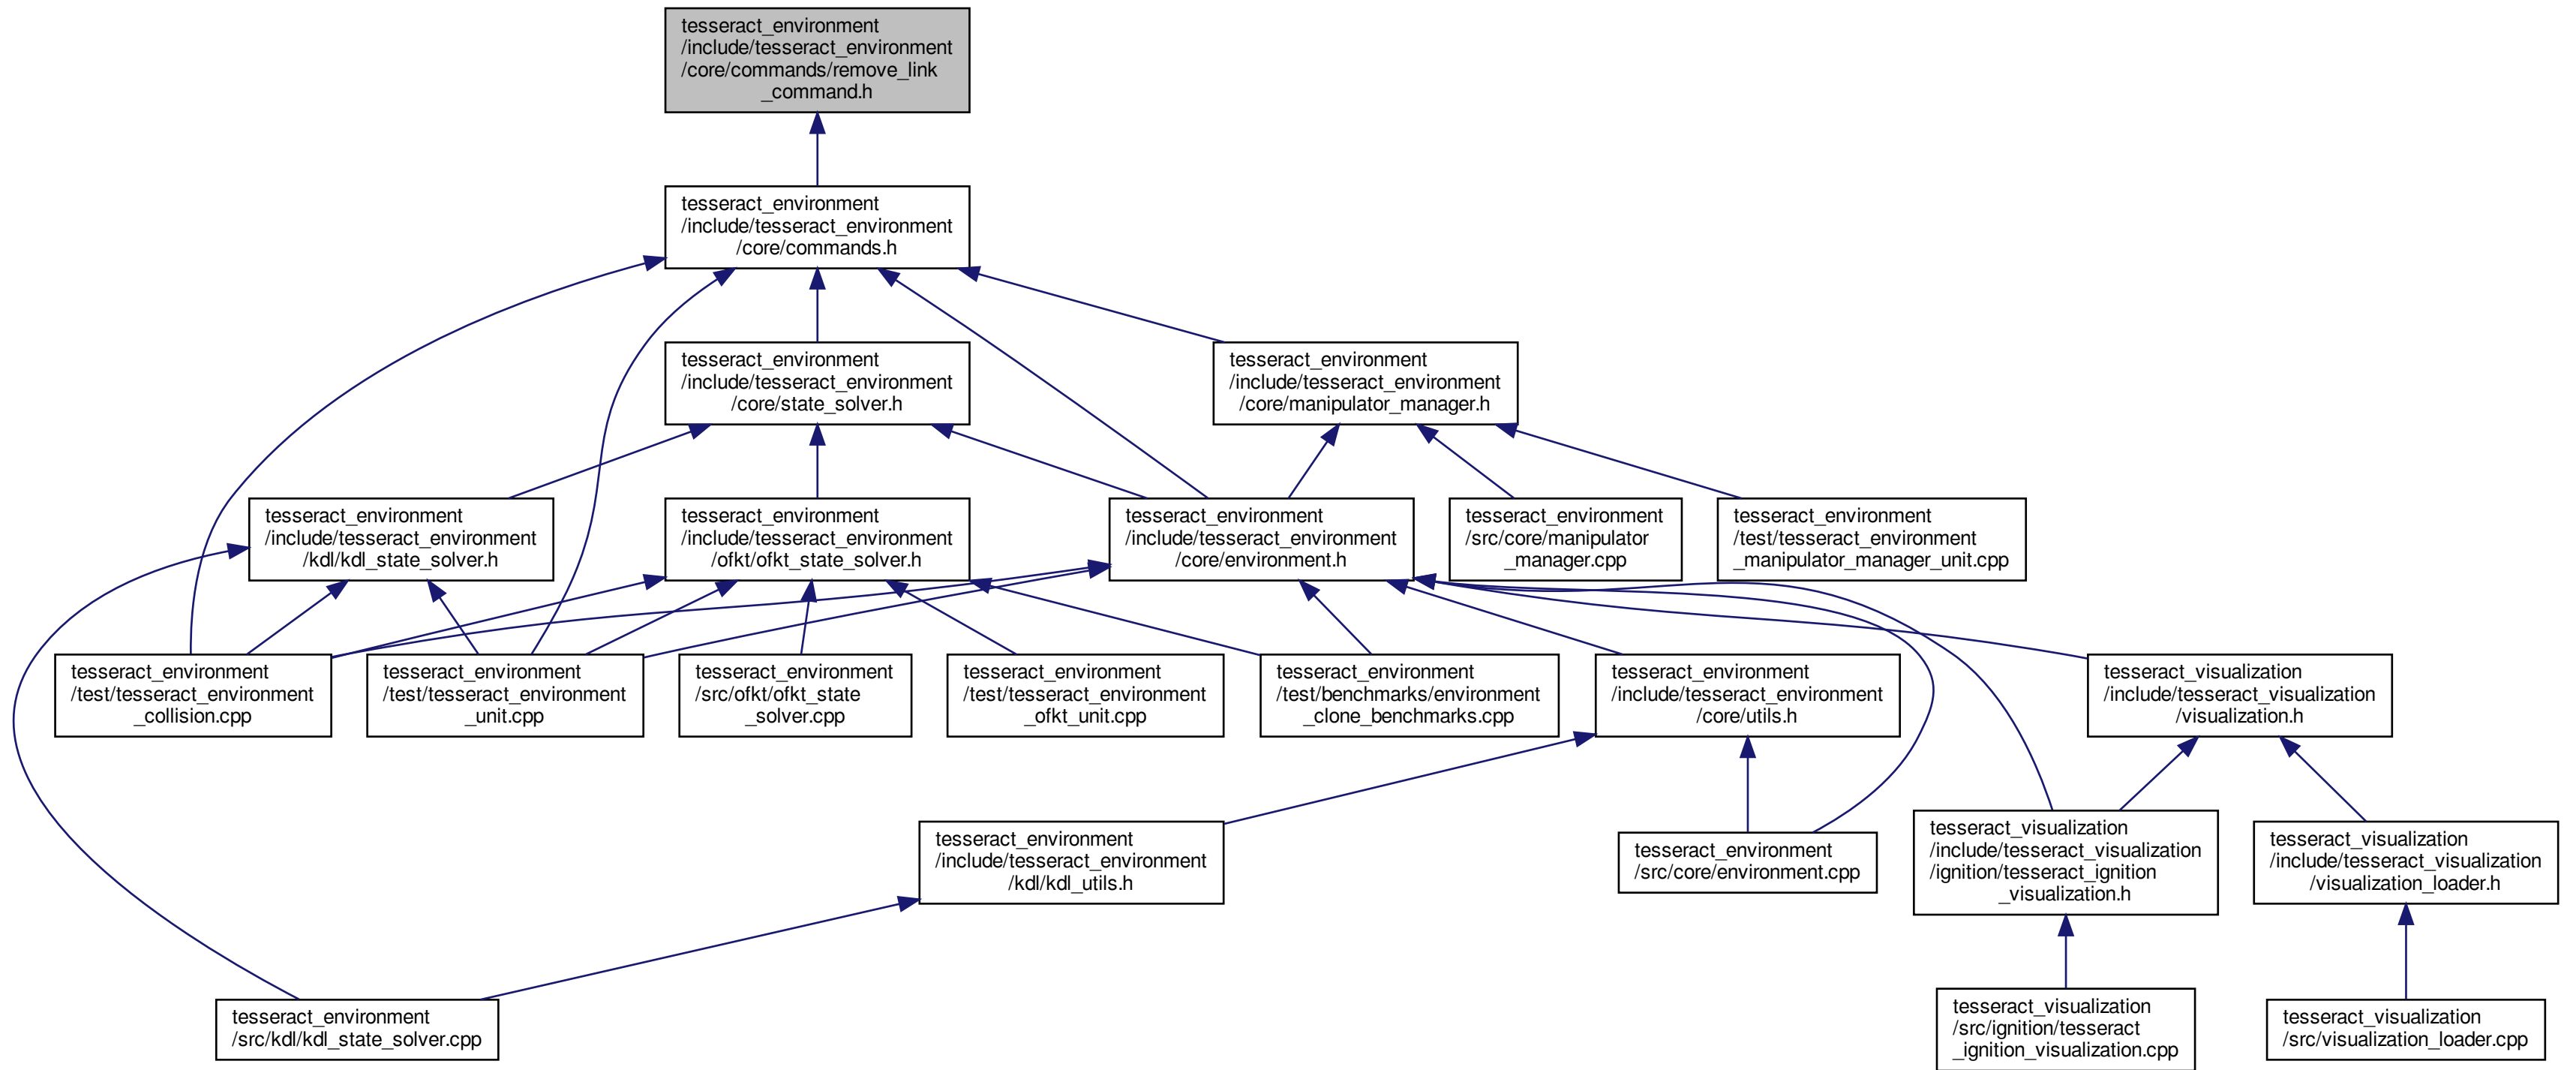 tesseract_environment
/include/tesseract_environment
/core/commands/remove_link
_command.h
tesseract_environment
/include/tesseract_environment
/core/commands.h
tesseract_environment
/include/tesseract_environment
/core/state_solver.h
tesseract_environment
/include/tesseract_environment
/core/manipulator_manager.h
tesseract_environment
/include/tesseract_environment
/kdl/kdl_state_solver.h
tesseract_environment
/include/tesseract_environment
/ofkt/ofkt_state_solver.h
tesseract_environment
/include/tesseract_environment
/core/environment.h
tesseract_environment
/src/core/manipulator
_manager.cpp
tesseract_environment
/test/tesseract_environment
_manipulator_manager_unit.cpp
tesseract_environment
/test/tesseract_environment
_collision.cpp
tesseract_environment
/test/tesseract_environment
_unit.cpp
tesseract_environment
/src/ofkt/ofkt_state
_solver.cpp
tesseract_environment
/test/tesseract_environment
_ofkt_unit.cpp
tesseract_environment
/test/benchmarks/environment
_clone_benchmarks.cpp
tesseract_environment
/include/tesseract_environment
/core/utils.h
tesseract_visualization
/include/tesseract_visualization
/visualization.h
tesseract_environment
/include/tesseract_environment
/kdl/kdl_utils.h
tesseract_environment
/src/core/environment.cpp
tesseract_visualization
/include/tesseract_visualization
/ignition/tesseract_ignition
_visualization.h
tesseract_visualization
/include/tesseract_visualization
/visualization_loader.h
tesseract_environment
/src/kdl/kdl_state_solver.cpp
tesseract_visualization
/src/ignition/tesseract
_ignition_visualization.cpp
tesseract_visualization
/src/visualization_loader.cpp